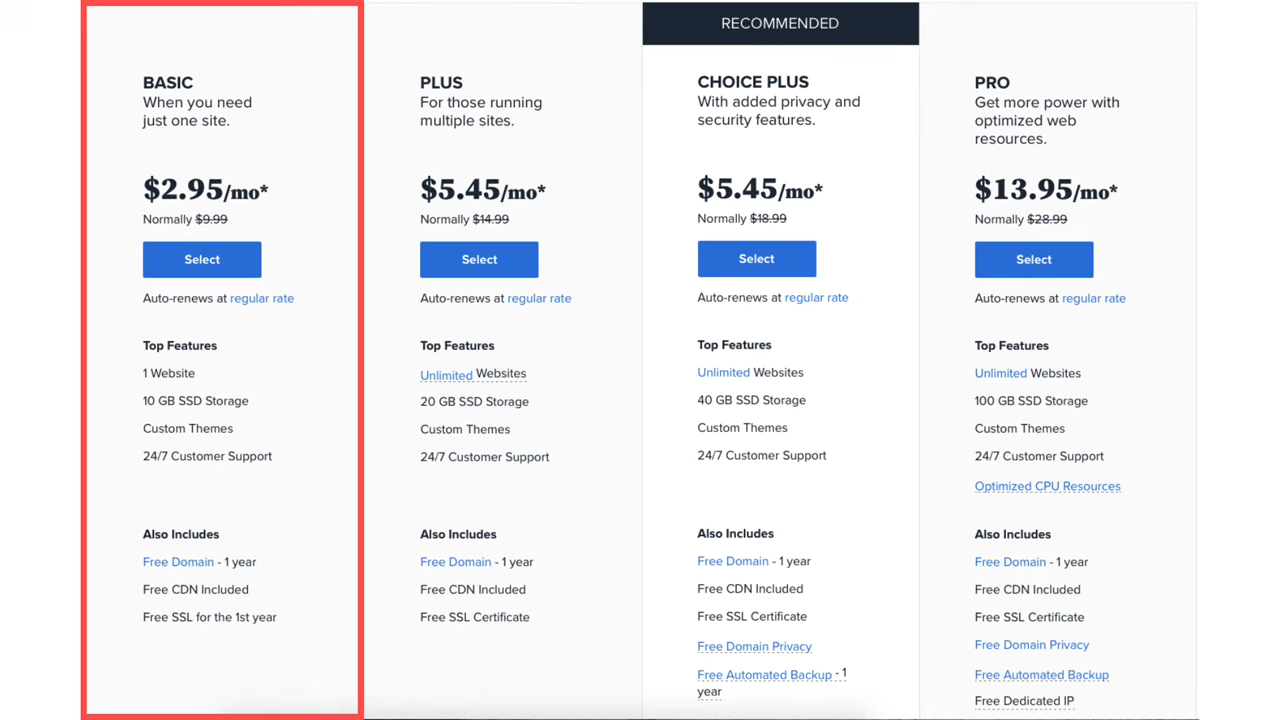 BASIC
When you need
just one site.
$2.95/mo*
Normally $9.99
Select
Auto-renews at regular rate
Top Features
1 Website
10 GB SSD Storage
Custom Themes
24/7 Customer Support
Also Includes
Free Domain - 1 year
Free CDN Included
Free SSL for the 1st year
PLUS
For those running
multiple sites.
$5.45/mo*
Normally $14.99
Select
Auto-renews at regular rate
Top Features
Unlimited Websites
20 GB SSD Storage
Custom Themes
24/7 Customer Support
Also Includes
Free Domain - 1 year
Free CDN Included
Free SSL Certificate
RECOMMENDED
CHOICE PLUS
With added privacy and
security features.
$5.45/mo*
Normally $18.99
Select
Auto-renews at regular rate
Top Features
Unlimited Websites
40 GB SSD Storage
Custom Themes
24/7 Customer Support
Also Includes
Free Domain - 1 year
Free CDN Included
Free SSL Certificate
Free Domain Privacy
Free Automated Backup - 1
year
PRO
Get more power with
optimized web
resources.
$13.95/mo*
Normally $28.99
Select
Auto-renews at regular rate
Top Features
Unlimited Websites
100 GB SSD Storage
Custom Themes
24/7 Customer Support
Optimized CPU Resources
Also Includes
Free Domain - 1 year
Free CDN Included
Free SSL Certificate
Free Domain Privacy
Free Automated Backup
Free Dedicated IP